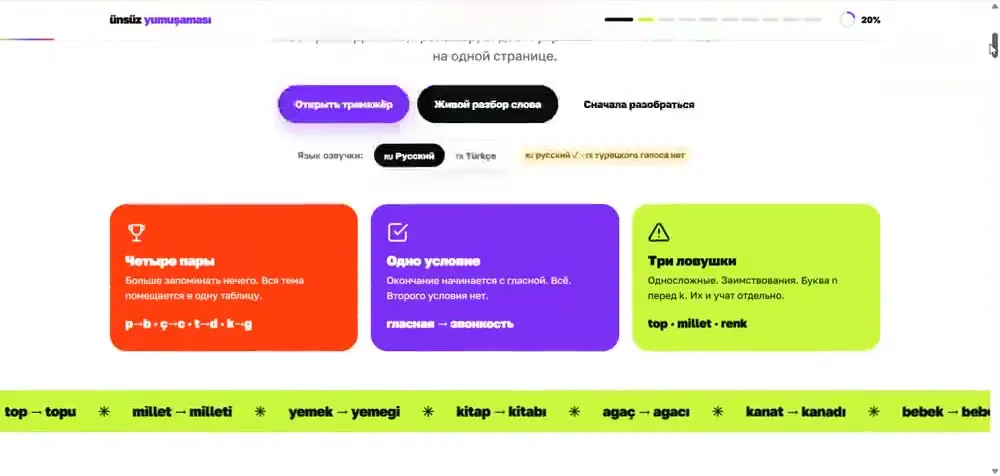 ünsüz yumuşaması
20%
на одной странице.
Открыть тренажёр
Живой разбор слова
Сначала разобраться
Язык озвучки:
RU Русский
TR Türkçe
RU русский ✓ · TR турецкого голоса нет
Четыре пары
Больше запоминать нечего. Вся тема
помещается в одну таблицу.
p→b · ç→c · t→d · k→g
Одно условие
Окончание начинается с гласной. Всё.
Второго условия нет.
гласная → звонкость
Три ловушки
Односложные. Заимствования. Буква n
перед k. Их и учат отдельно.
top · millet · renk
top → topu ✳ millet → milleti ✳ yemek → yemegi ✳ kitap → kitabı ✳ agaç → agacı ✳ kanat → kanadı ✳ bebek → bebe